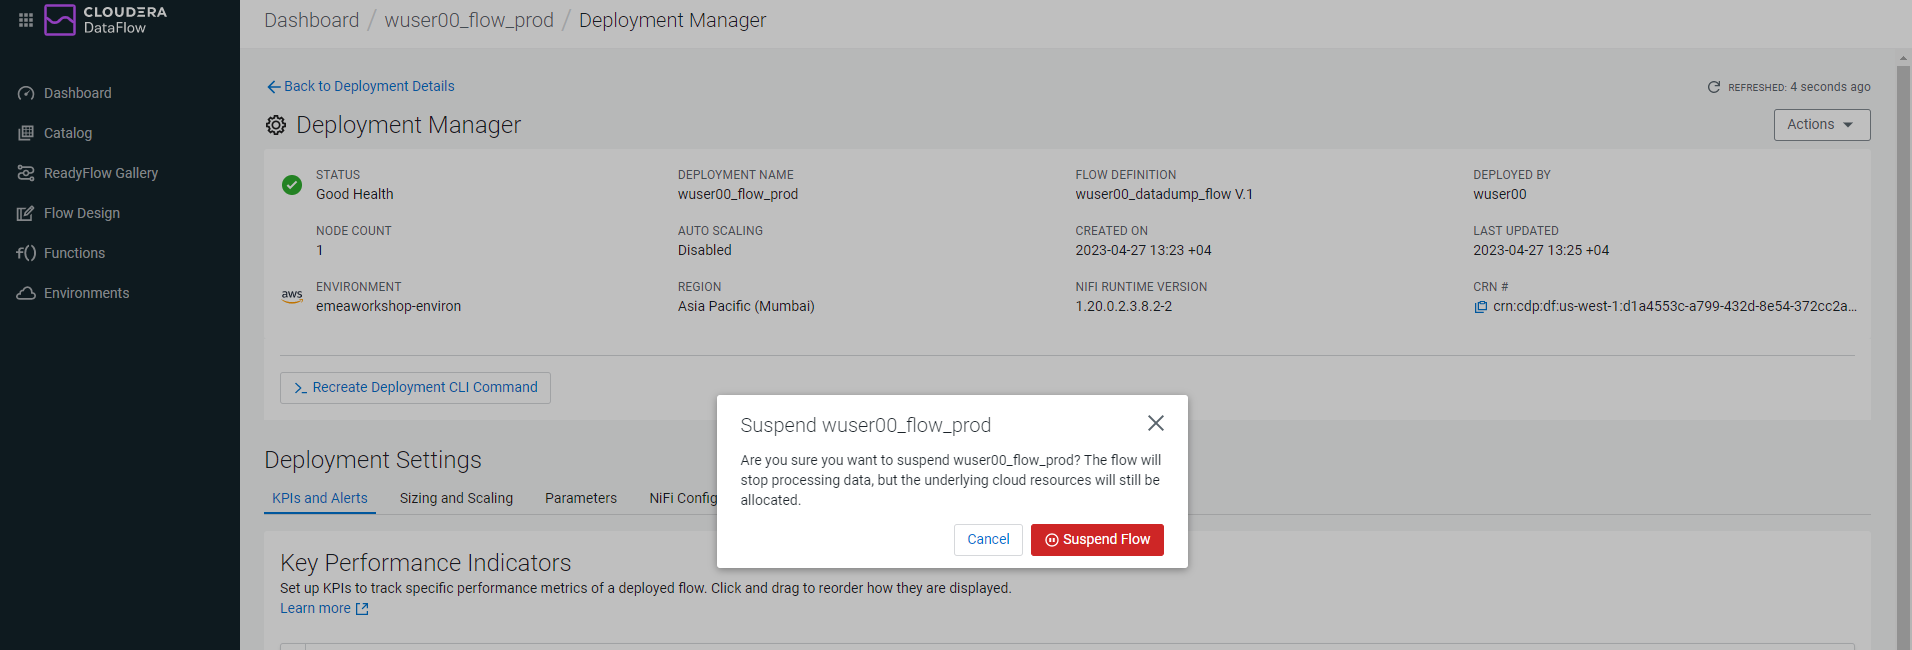 CLOUDERA
DataFlow
Dashboard / wuser00_flow_prod / Deployment Manager
Dashboard
Catalog
ReadyFlow Gallery
Flow Design
f() Functions
Environments
Back to Deployment Details
REFRESHED: 4 seconds ago
Deployment Manager
Actions
STATUS
Good Health
DEPLOYMENT NAME
wuser00_flow_prod
FLOW DEFINITION
wuser00_datadump_flow V.1
DEPLOYED BY
wuser00
NODE COUNT
1
AUTO SCALING
Disabled
CREATED ON
2023-04-27 13:23 +04
LAST UPDATED
2023-04-27 13:25 +04
aws
ENVIRONMENT
emeaworkshop-environ
REGION
Asia Pacific (Mumbai)
NIFI RUNTIME VERSION
1.20.0.2.3.8.2-2
CRN #
crn:cdp:df:us-west-1:d1a4553c-a799-432d-8e54-372cc2a...
>_ Recreate Deployment CLI Command
Deployment Settings
KPIs and Alerts
Sizing and Scaling
Parameters
NiFi Config
Suspend wuser00_flow_prod
Are you sure you want to suspend wuser00_flow_prod? The flow will
stop processing data, but the underlying cloud resources will still be
allocated.
Cancel
Suspend Flow
Key Performance Indicators
Set up KPIs to track specific performance metrics of a deployed flow. Click and drag to reorder how they are displayed.
Learn more